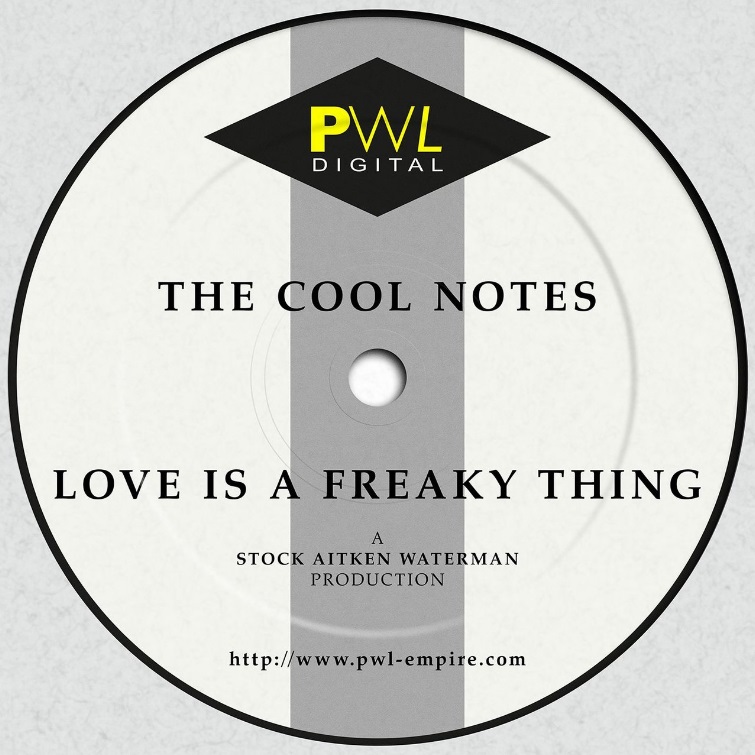 PWL
DIGITAL
THE COOL NOTES
LOVE IS A FREAKY THING
A
STOCK AITKEN WATERMAN
PRODUCTION
http://www.pwl-empire.com